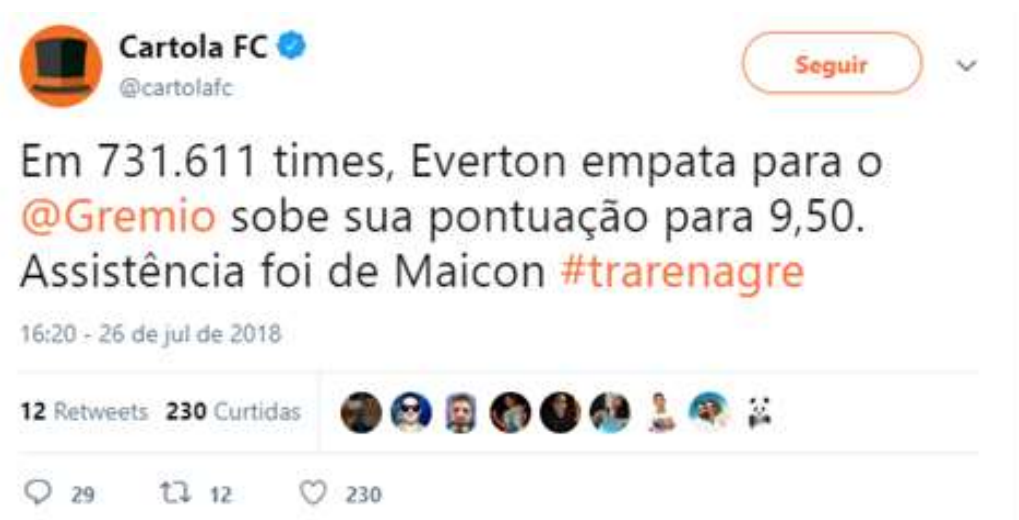 Cartola FC
@cartolafc
Seguir
Em 731.611 times, Everton empata para o
@Gremio sobe sua pontuação para 9,50.
Assistência foi de Maicon #trarenagre
16:20 - 26 de jul de 2018
12 Retweets 230 Curtidas
29 12 230